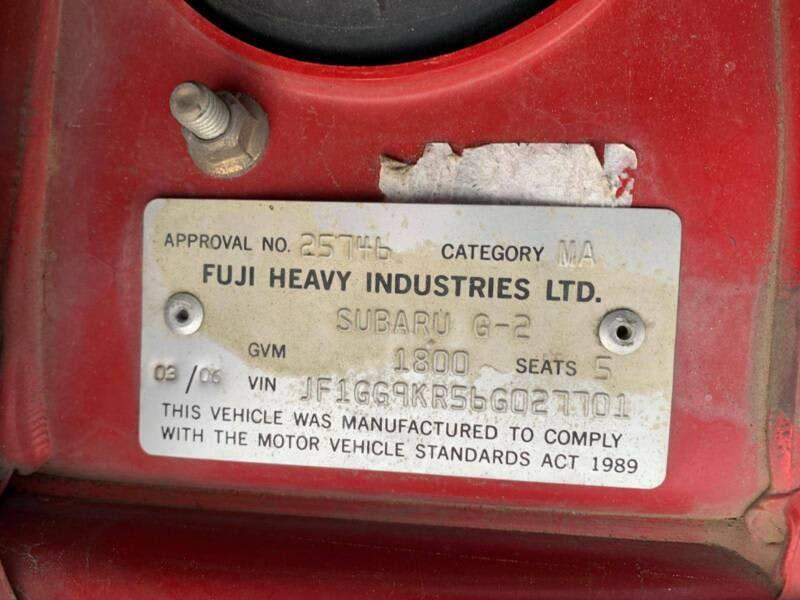 APPROVAL NO. 25746 CATEGORY MA
FUJI HEAVY INDUSTRIES LTD.
SUBARU G-2
GVM 1800 SEATS 5
03/06 VIN JF1GG9KR56G027701
THIS VEHICLE WAS MANUFACTURED TO COMPLY
WITH THE MOTOR VEHICLE STANDARDS ACT 1989